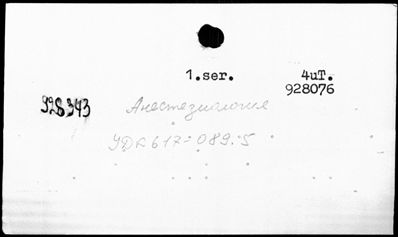 1.ser. 4uT.
928076
928343 Анестезиология
УДК 617-089.5